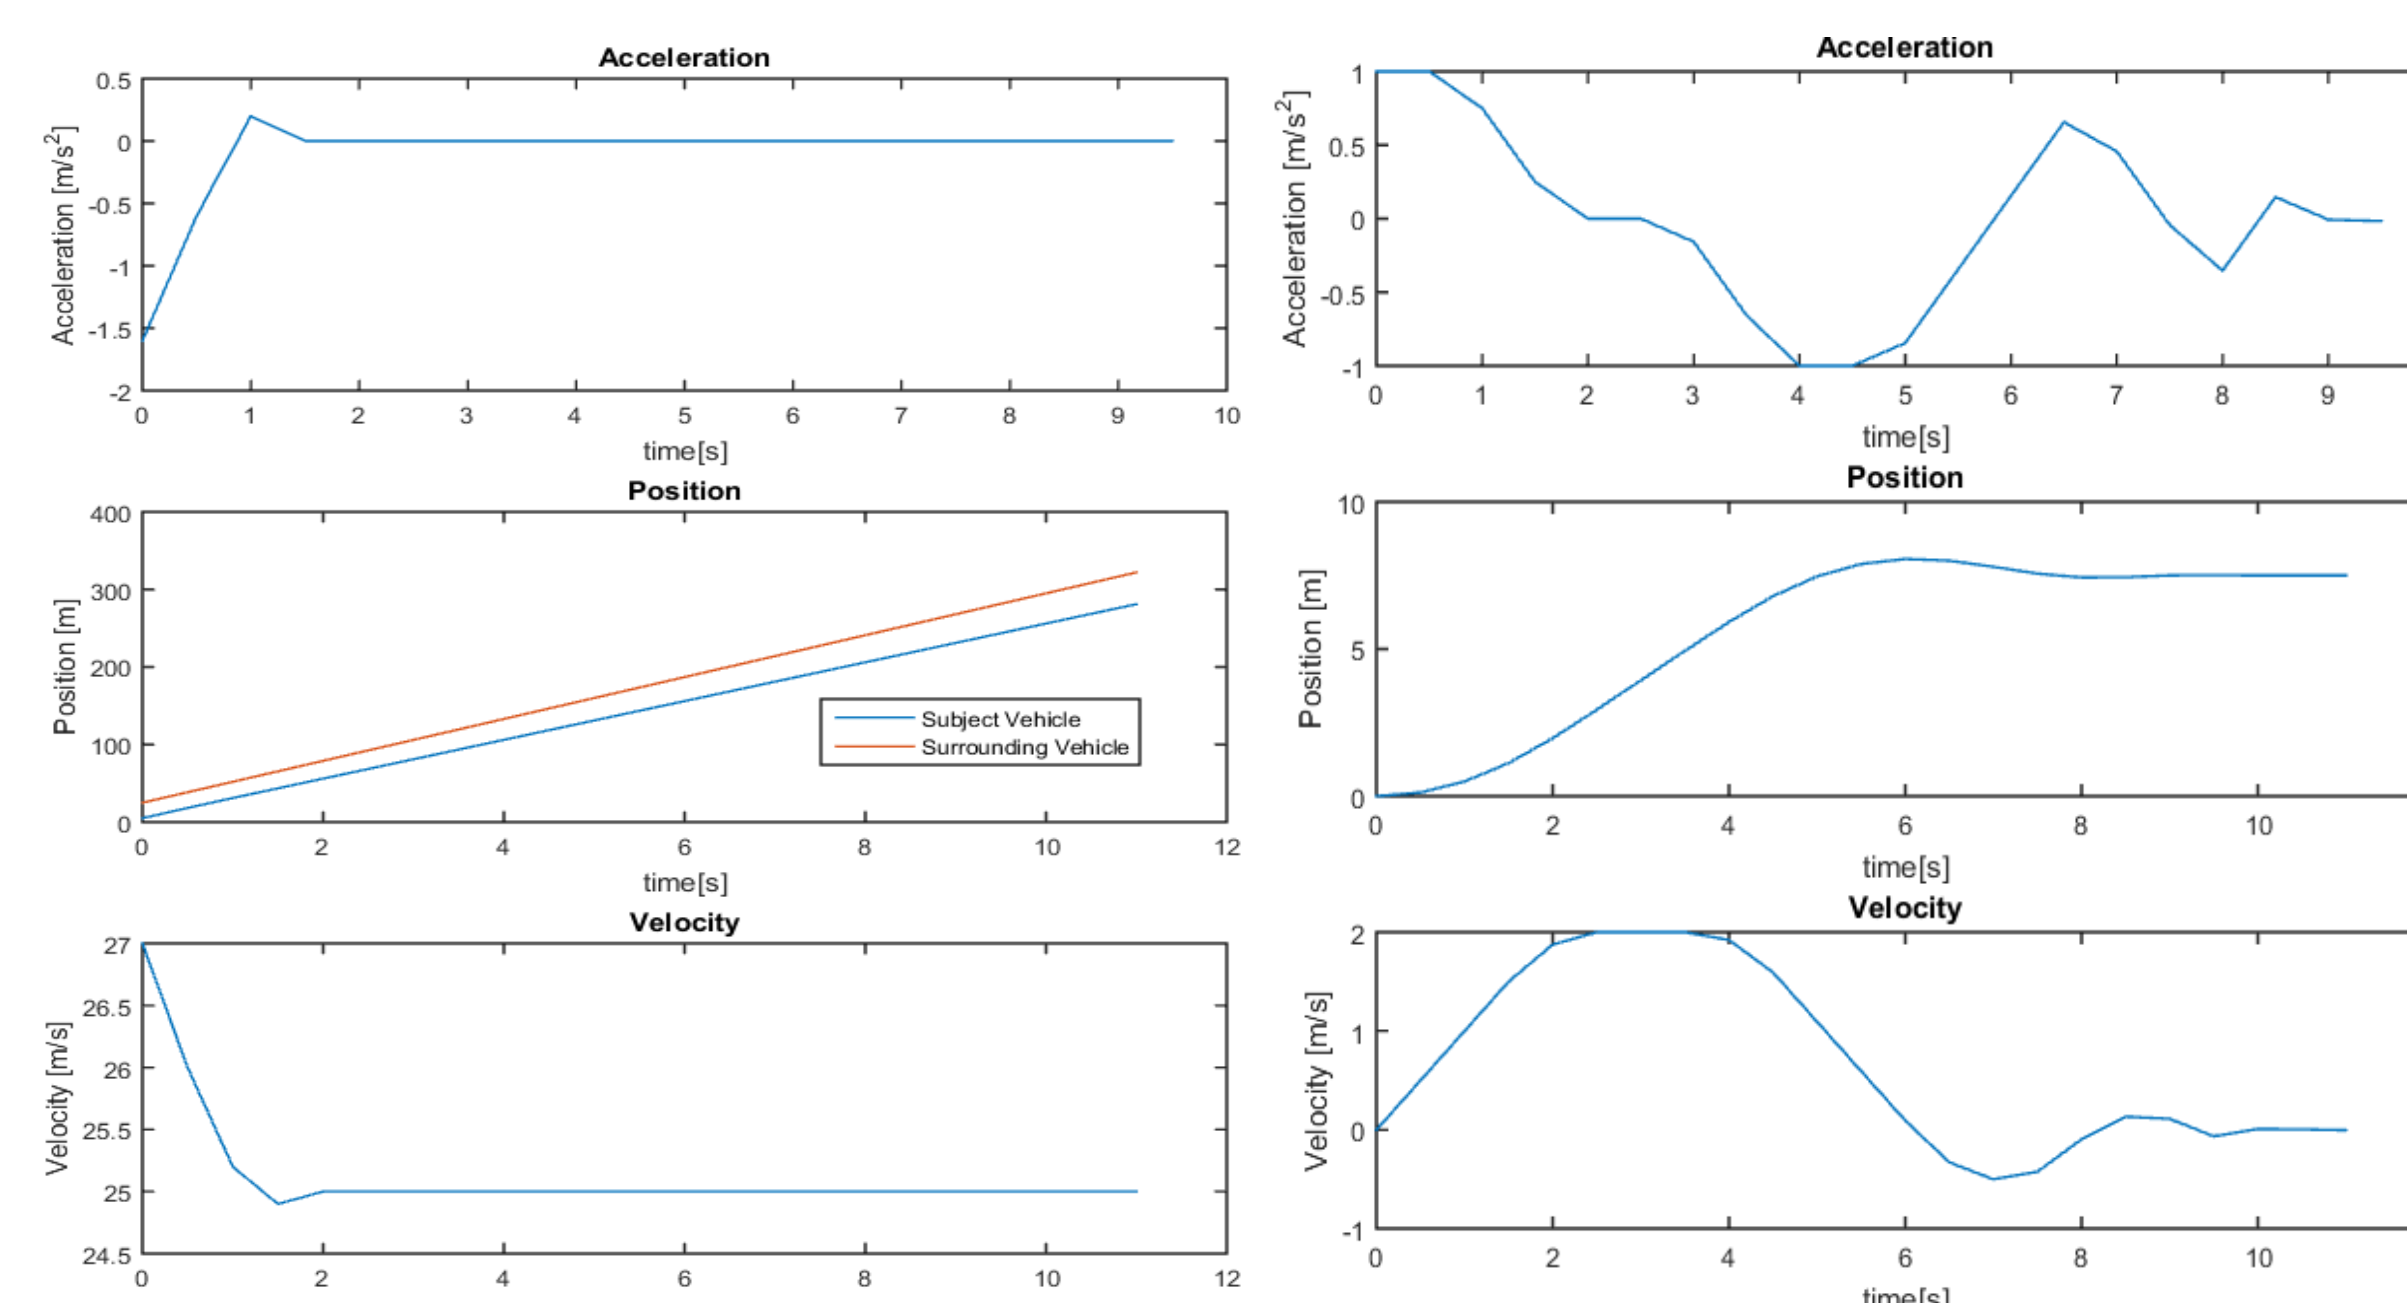 Acceleration
0.5
0
-0.5
-1
-1.5
-2
Acceleration [m/s2]
0 1 2 3 4 5 6 7 8 9 10
time[s]
Position
400
300
200
100
0
Position [m]
Subject Vehicle
Surrounding Vehicle
0 2 4 6 8 10 12
time[s]
Velocity
27
26.5
26
25.5
25
24.5
Velocity [m/s]
0 2 4 6 8 10 12
Acceleration
1
0.5
0
-0.5
-1
Acceleration [m/s2]
0 1 2 3 4 5 6 7 8 9
time[s]
Position
10
5
0
Position [m]
0 2 4 6 8 10
time[s]
Velocity
2
1
0
-1
Velocity [m/s]
0 2 4 6 8 10
time[s]